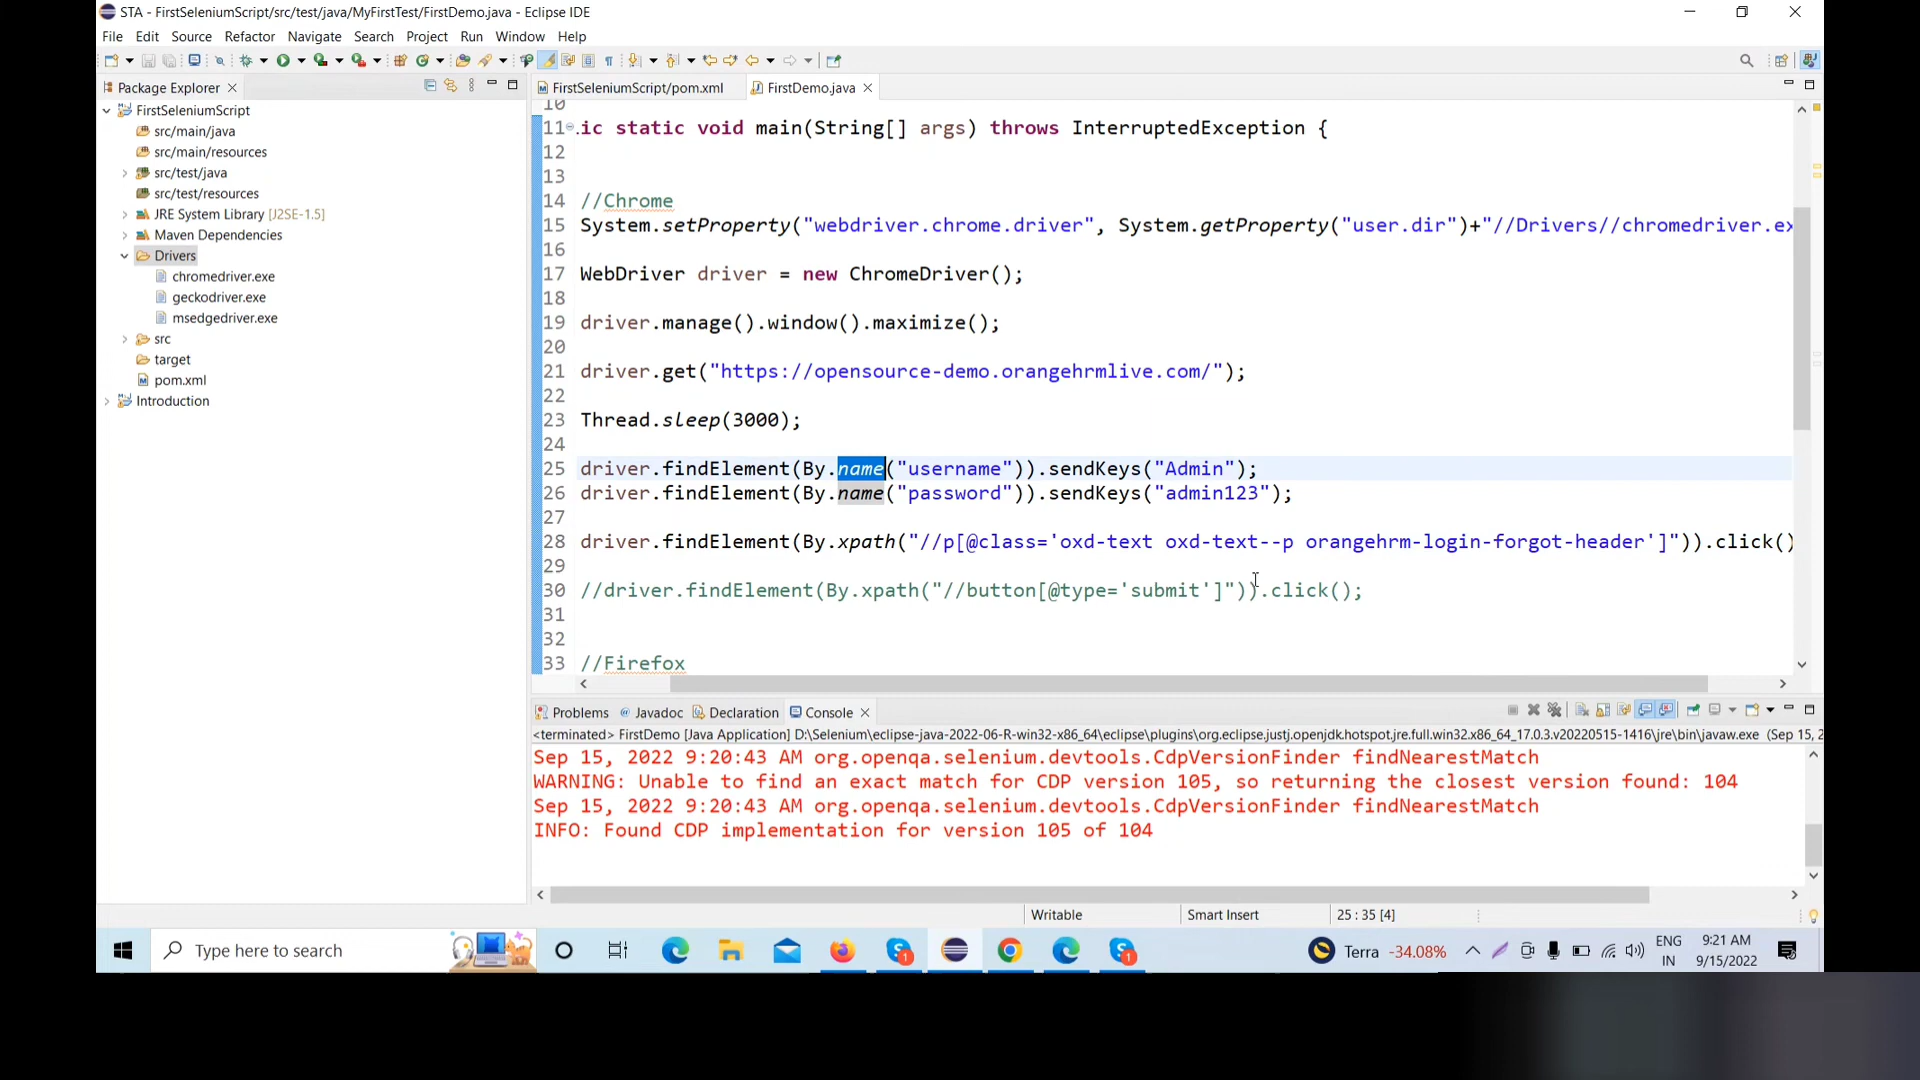 STA - FirstSeleniumScript/src/test/java/MyFirstTest/FirstDemo.java - Eclipse IDE
File Edit Source Refactor Navigate Search Project Run Window Help
Package Explorer
FirstSeleniumScript
src/main/java
src/main/resources
src/test/java
src/test/resources
JRE System Library [J2SE-1.5]
Maven Dependencies
Drivers
chromedriver.exe
geckodriver.exe
msedgedriver.exe
src
target
pom.xml
Introduction
FirstSeleniumScript/pom.xml FirstDemo.java
10
11 .ic static void main(String[] args) throws InterruptedException {
12
13
14 //Chrome
15 System.setProperty("webdriver.chrome.driver", System.getProperty("user.dir")+"//Drivers//chromedriver.ex
16
17 WebDriver driver = new ChromeDriver();
18
19 driver.manage().window().maximize();
20
21 driver.get("https://opensource-demo.orangehrmlive.com/");
22
23 Thread.sleep(3000);
24
25 driver.findElement(By.name("username")).sendKeys("Admin");
26 driver.findElement(By.name("password")).sendKeys("admin123");
27
28 driver.findElement(By.xpath("//p[@class='oxd-text oxd-text--p orangehrm-login-forgot-header']")).click()
29
30 //driver.findElement(By.xpath("//button[@type='submit']")).click();
31
32
33 //Firefox
Problems Javadoc Declaration Console
<terminated> FirstDemo [Java Application] D:\Selenium\eclipse-java-2022-06-R-win32-x86_64\eclipse\plugins\org.eclipse.justj.openjdk.hotspot.jre.full.win32.x86_64_17.0.3.v20220515-1416\jre\bin\javaw.exe (Sep 15, 2
Sep 15, 2022 9:20:43 AM org.openqa.selenium.devtools.CdpVersionFinder findNearestMatch
WARNING: Unable to find an exact match for CDP version 105, so returning the closest version found: 104
Sep 15, 2022 9:20:43 AM org.openqa.selenium.devtools.CdpVersionFinder findNearestMatch
INFO: Found CDP implementation for version 105 of 104
Writable Smart Insert 25 : 35 [4]
Type here to search
Terra -34.08%
ENG
IN
9:21 AM
9/15/2022